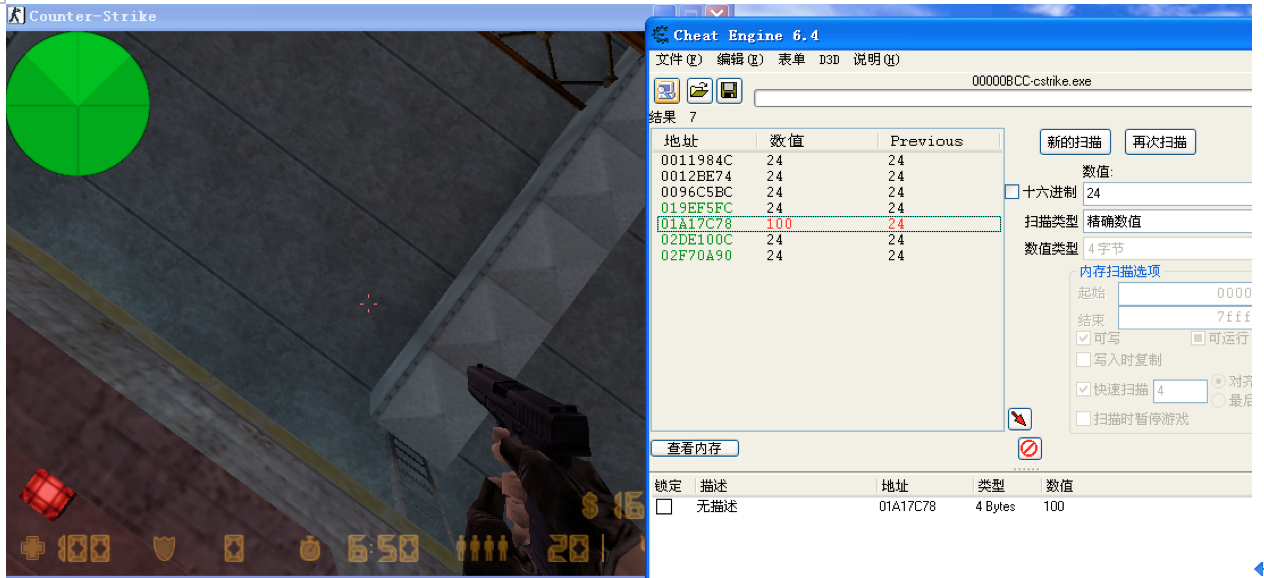 Counter-Strike
100 0 6:50 20 $ 16
Cheat Engine 6.4
文件(F) 编辑(E) 表单 D3D 说明(H)
00000BCC-cstrike.exe
结果 7
地址 数值 Previous
0011984C 24 24
0012BE74 24 24
0096C5BC 24 24
019EF5FC 24 24
01A17C78 100 24
02DE100C 24 24
02F70A90 24 24
新的扫描 再次扫描
数值:
十六进制 24
扫描类型 精确数值
数值类型 4字节
内存扫描选项
起始 0000
结束 7fff
可写 可运行
写入时复制
快速扫描 4 对齐
最后
扫描时暂停游戏
查看内存
锁定 描述 地址 类型 数值
无描述 01A17C78 4 Bytes 100